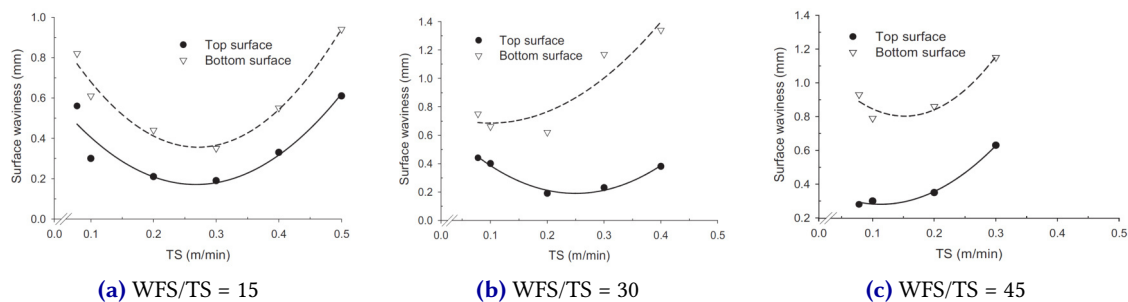 1.0
0.8
0.6
0.4
0.2
0.0
Surface waviness (mm)
Top surface
Bottom surface
0.0 0.1 0.2 0.3 0.4 0.5
TS (m/min)
(a) WFS/TS = 15
1.4
1.2
1.0
0.8
0.6
0.4
0.2
0.0
Surface waviness (mm)
Top surface
Bottom surface
0.0 0.1 0.2 0.3 0.4 0.5
TS (m/min)
(b) WFS/TS = 30
1.4
1.2
1.0
0.8
0.6
0.4
0.2
Surface waviness (mm)
Top surface
Bottom surface
0.0 0.1 0.2 0.3 0.4 0.5
TS (m/min)
(c) WFS/TS = 45